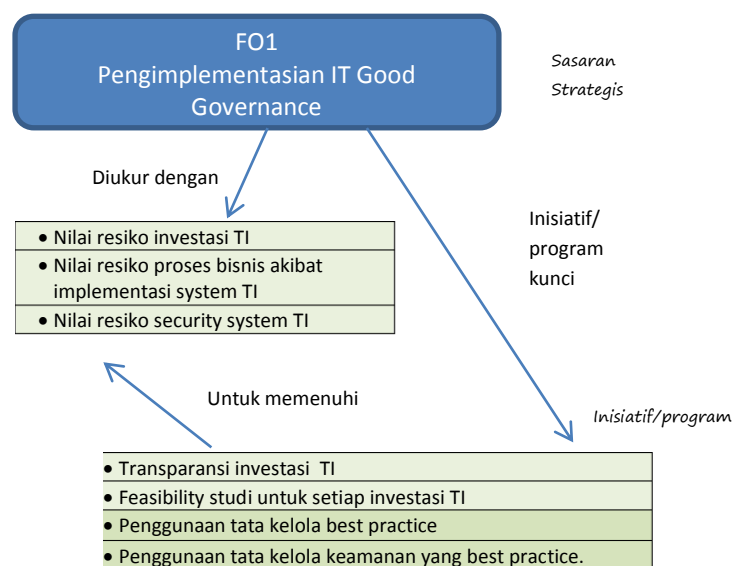 FO1
Pengimplementasian IT Good
Governance
Sasaran
Strategis
Diukur dengan
Inisiatif/
program
kunci
• Nilai resiko investasi TI
• Nilai resiko proses bisnis akibat
implementasi system TI
• Nilai resiko security system TI
Untuk memenuhi
Inisiatif/program
• Transparansi investasi TI
• Feasibility studi untuk setiap investasi TI
• Penggunaan tata kelola best practice
• Penggunaan tata kelola keamanan yang best practice.